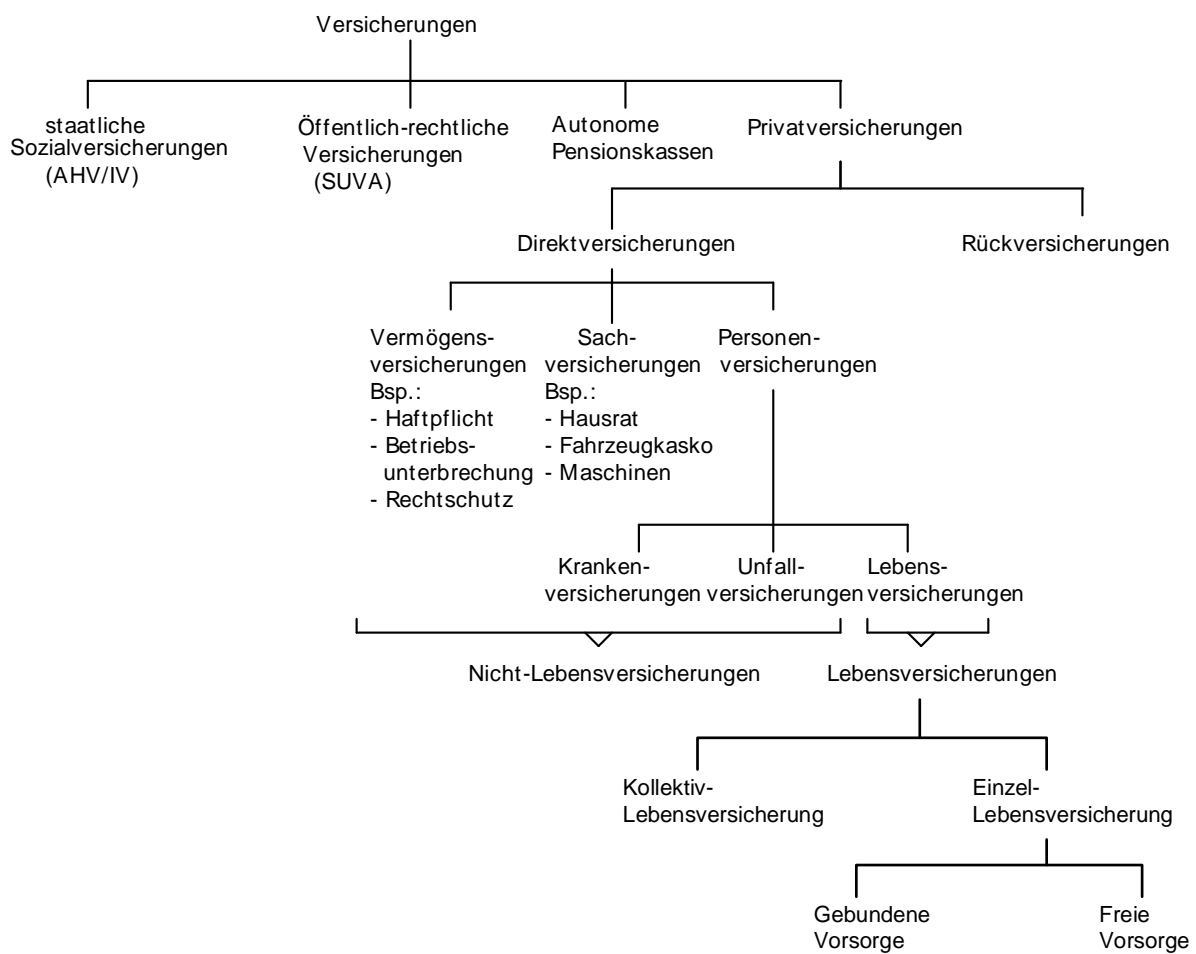 Versicherungen
staatliche
Sozialversicherungen
(AHV/IV)
Öffentlich-rechtliche
Versicherungen
(SUVA)
Autonome
Pensionskassen
Privatversicherungen
Direktversicherungen
Rückversicherungen
Vermögens-
versicherungen
Bsp.:
- Haftpflicht
- Betriebs-
unterbrechung
- Rechtschutz
Sach-
versicherungen
Bsp.:
- Hausrat
- Fahrzeugkasko
- Maschinen
Personen-
versicherungen
Kranken-
versicherungen
Unfall-
versicherungen
Lebens-
versicherungen
Nicht-Lebensversicherungen
Lebensversicherungen
Kollektiv-
Lebensversicherung
Einzel-
Lebensversicherung
Gebundene
Vorsorge
Freie
Vorsorge